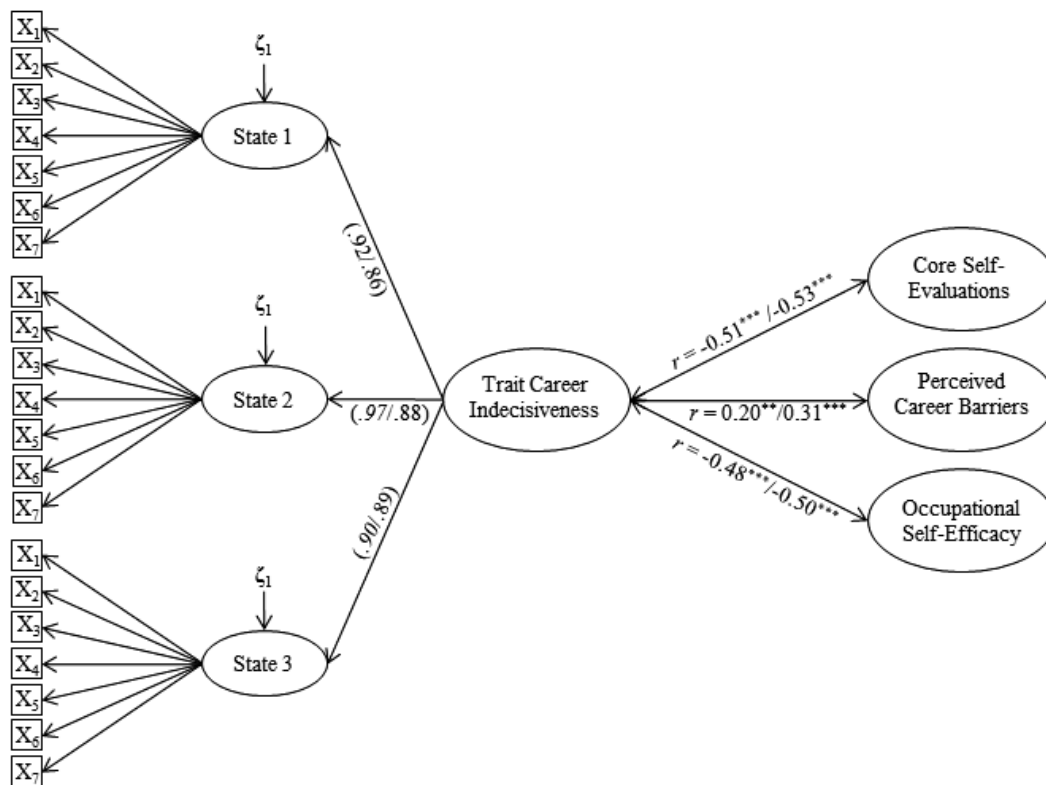 X₁
X₂
X₃
X₄
X₅
X₆
X₇
ζ₁
State 1
(.92/.86)
X₁
X₂
X₃
X₄
X₅
X₆
X₇
ζ₁
State 2
(.97/.88)
X₁
X₂
X₃
X₄
X₅
X₆
X₇
ζ₁
State 3
(.90/.89)
Trait Career
Indecisiveness
r = -0.51*** /-0.53***
r = 0.20**/0.31***
r = -0.48***/-0.50***
Core Self-
Evaluations
Perceived
Career Barriers
Occupational
Self-Efficacy